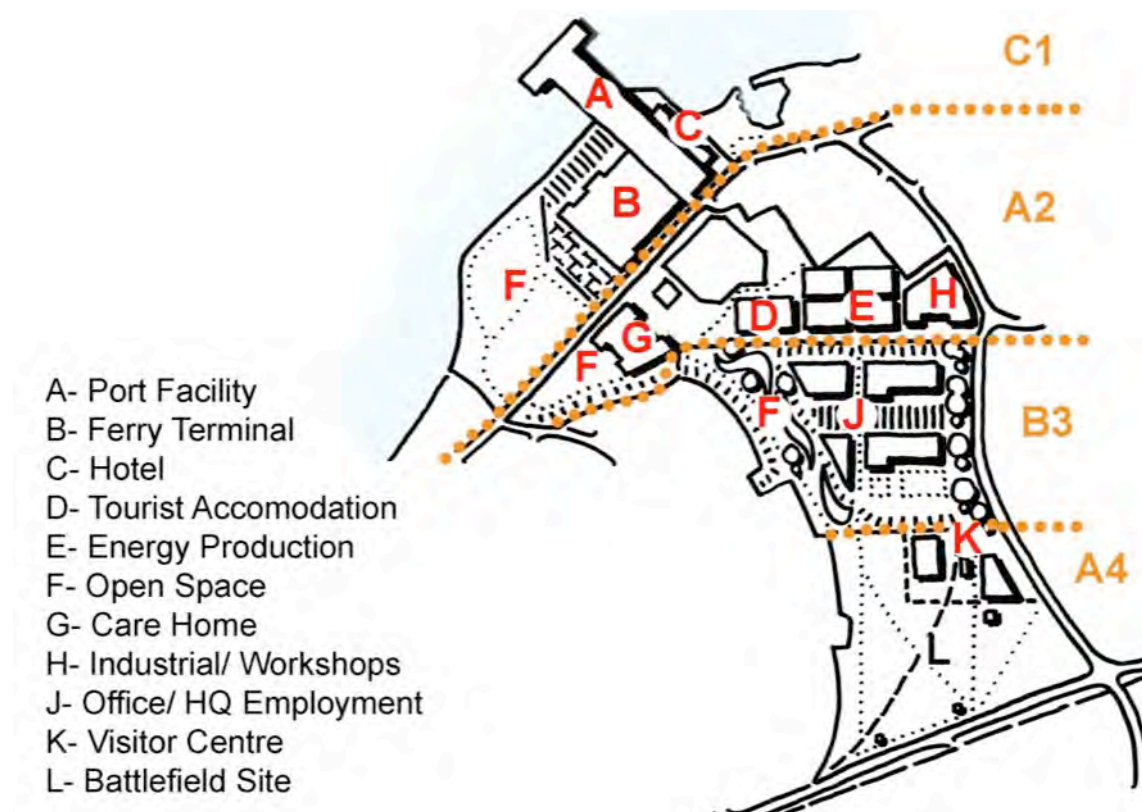 C1
A
C
A2
B
F
H
E
D
G
F
F
J
B3
K
A4
L
A- Port Facility
B- Ferry Terminal
C- Hotel
D- Tourist Accomodation
E- Energy Production
F- Open Space
G- Care Home
H- Industrial/ Workshops
J- Office/ HQ Employment
K- Visitor Centre
L- Battlefield Site